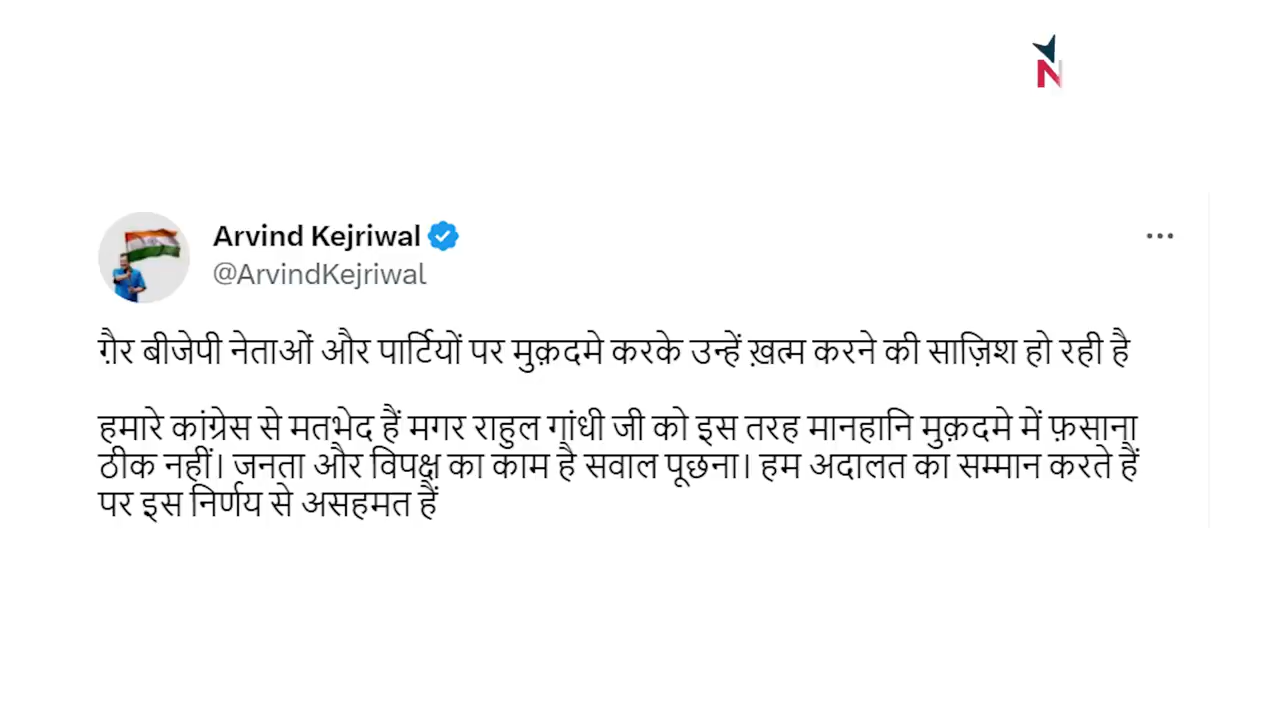 N
Arvind Kejriwal
@ArvindKejriwal
ग़ैर बीजेपी नेताओं और पार्टियों पर मुक़दमे करके उन्हें ख़त्म करने की साज़िश हो रही है
हमारे कांग्रेस से मतभेद हैं मगर राहुल गांधी जी को इस तरह मानहानि मुक़दमे में फ़साना
ठीक नहीं। जनता और विपक्ष का काम है सवाल पूछना। हम अदालत का सम्मान करते हैं
पर इस निर्णय से असहमत हैं